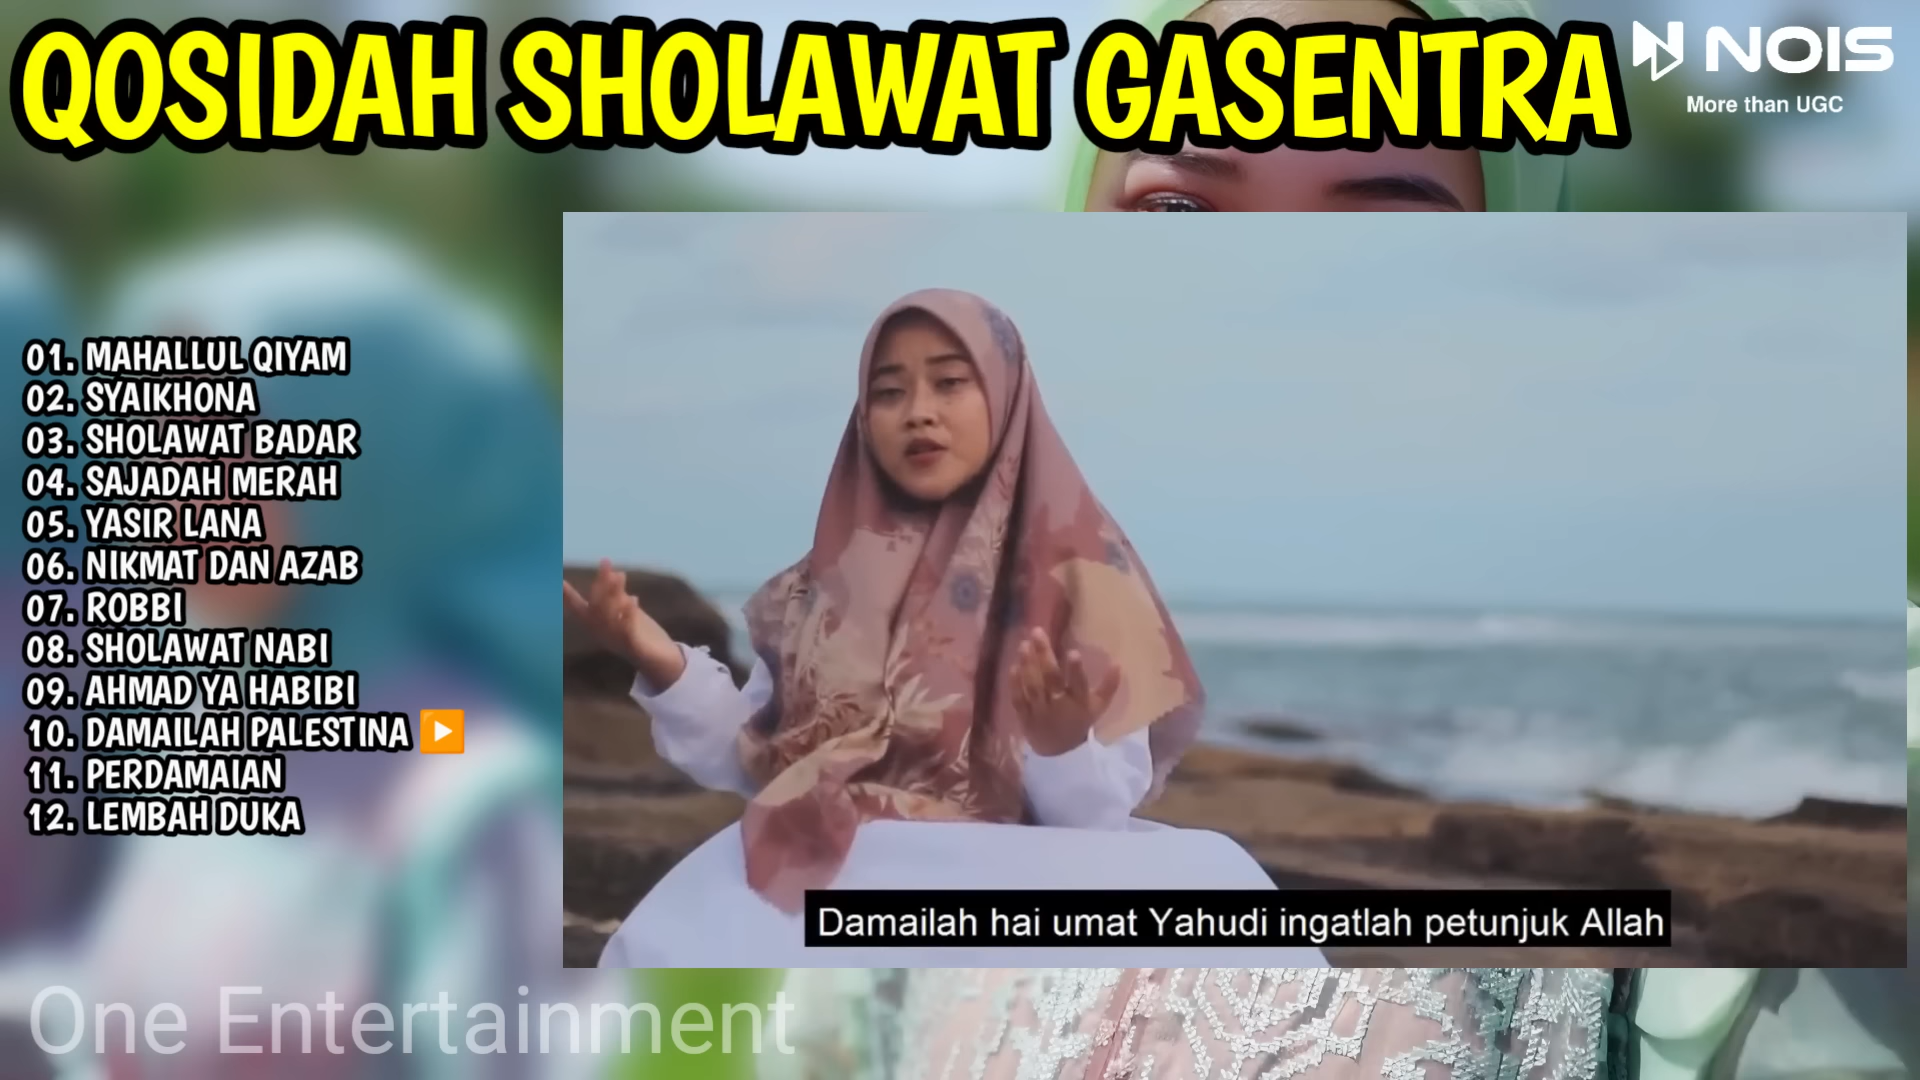 QOSIDAH SHOLAWAT GASENTRA
NOIS
More than UGC
01. MAHALLUL QIYAM
02. SYAIKHONA
03. SHOLAWAT BADAR
04. SAJADAH MERAH
05. YASIR LANA
06. NIKMAT DAN AZAB
07. ROBBI
08. SHOLAWAT NABI
09. AHMAD YA HABIBI
10. DAMAILAH PALESTINA ▶️
11. PERDAMAIAN
12. LEMBAH DUKA
Damailah hai umat Yahudi ingatlah petunjuk Allah
One Entertainment